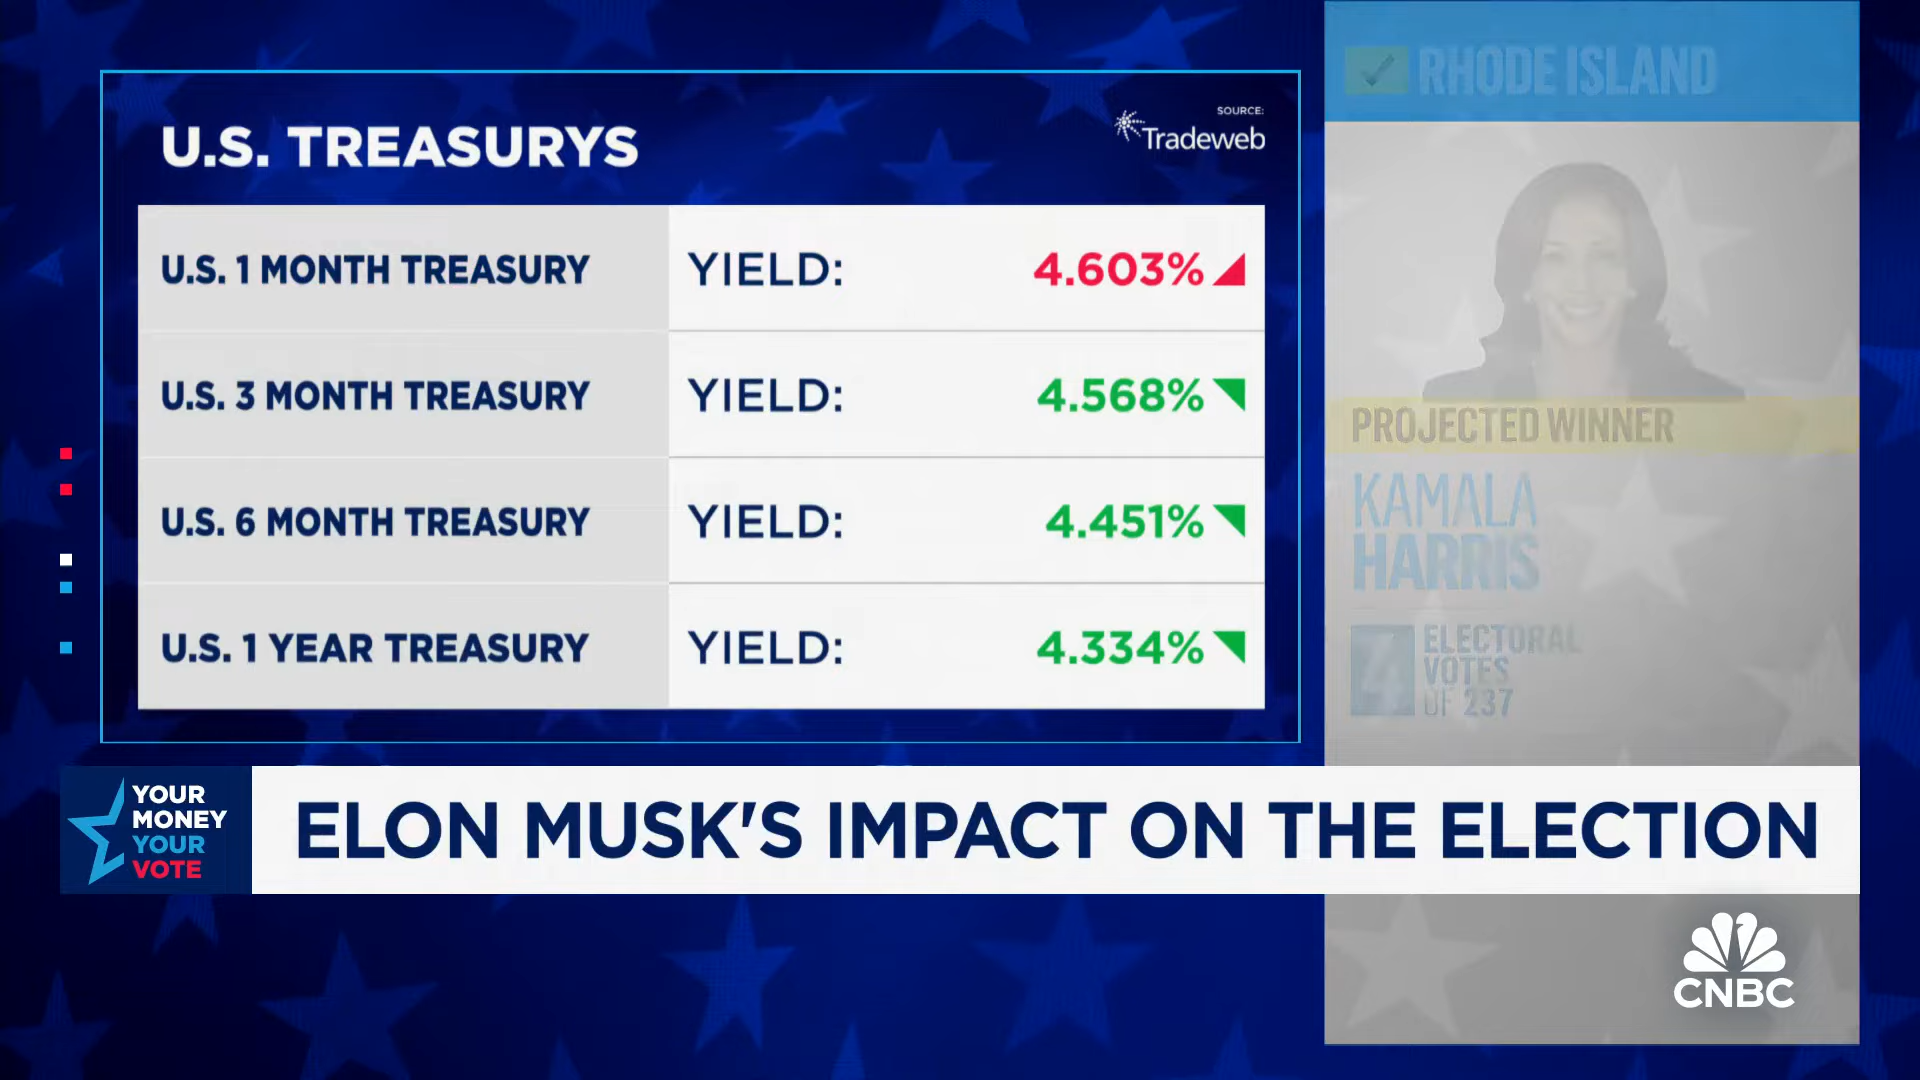 U.S. TREASURYS
SOURCE:
Tradeweb
U.S. 1 MONTH TREASURY YIELD: 4.603%
U.S. 3 MONTH TREASURY YIELD: 4.568%
U.S. 6 MONTH TREASURY YIELD: 4.451%
U.S. 1 YEAR TREASURY YIELD: 4.334%
RHODE ISLAND
PROJECTED WINNER
KAMALA
HARRIS
4 ELECTORAL
VOTES
OF 237
YOUR
MONEY
YOUR
VOTE
ELON MUSK'S IMPACT ON THE ELECTION
CNBC